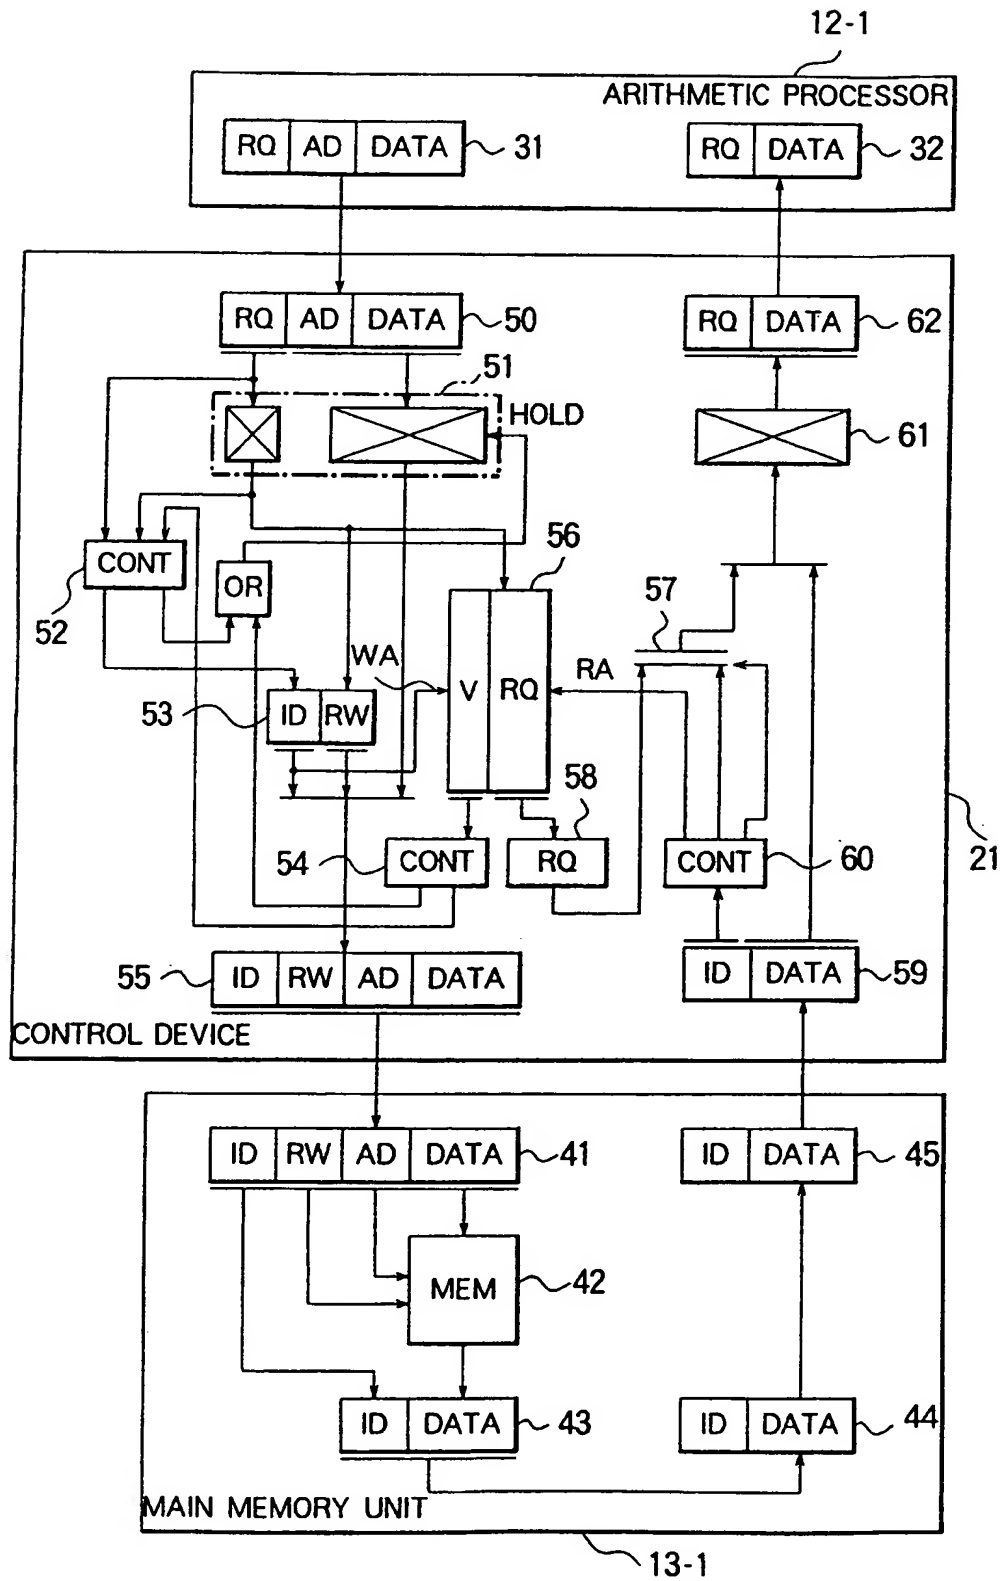 12-1
ARITHMETIC PROCESSOR
RQ AD DATA 31
RQ DATA 32
RQ AD DATA 50
RQ DATA 62
51
HOLD
61
56
CONT
OR
52
57
WA
V RQ
RA
53
ID RW
58
54
CONT
RQ
CONT
60
21
55
ID RW AD DATA
ID DATA 59
CONTROL DEVICE
ID RW AD DATA 41
ID DATA 45
MEM
42
ID DATA 43
ID DATA 44
MAIN MEMORY UNIT
13-1